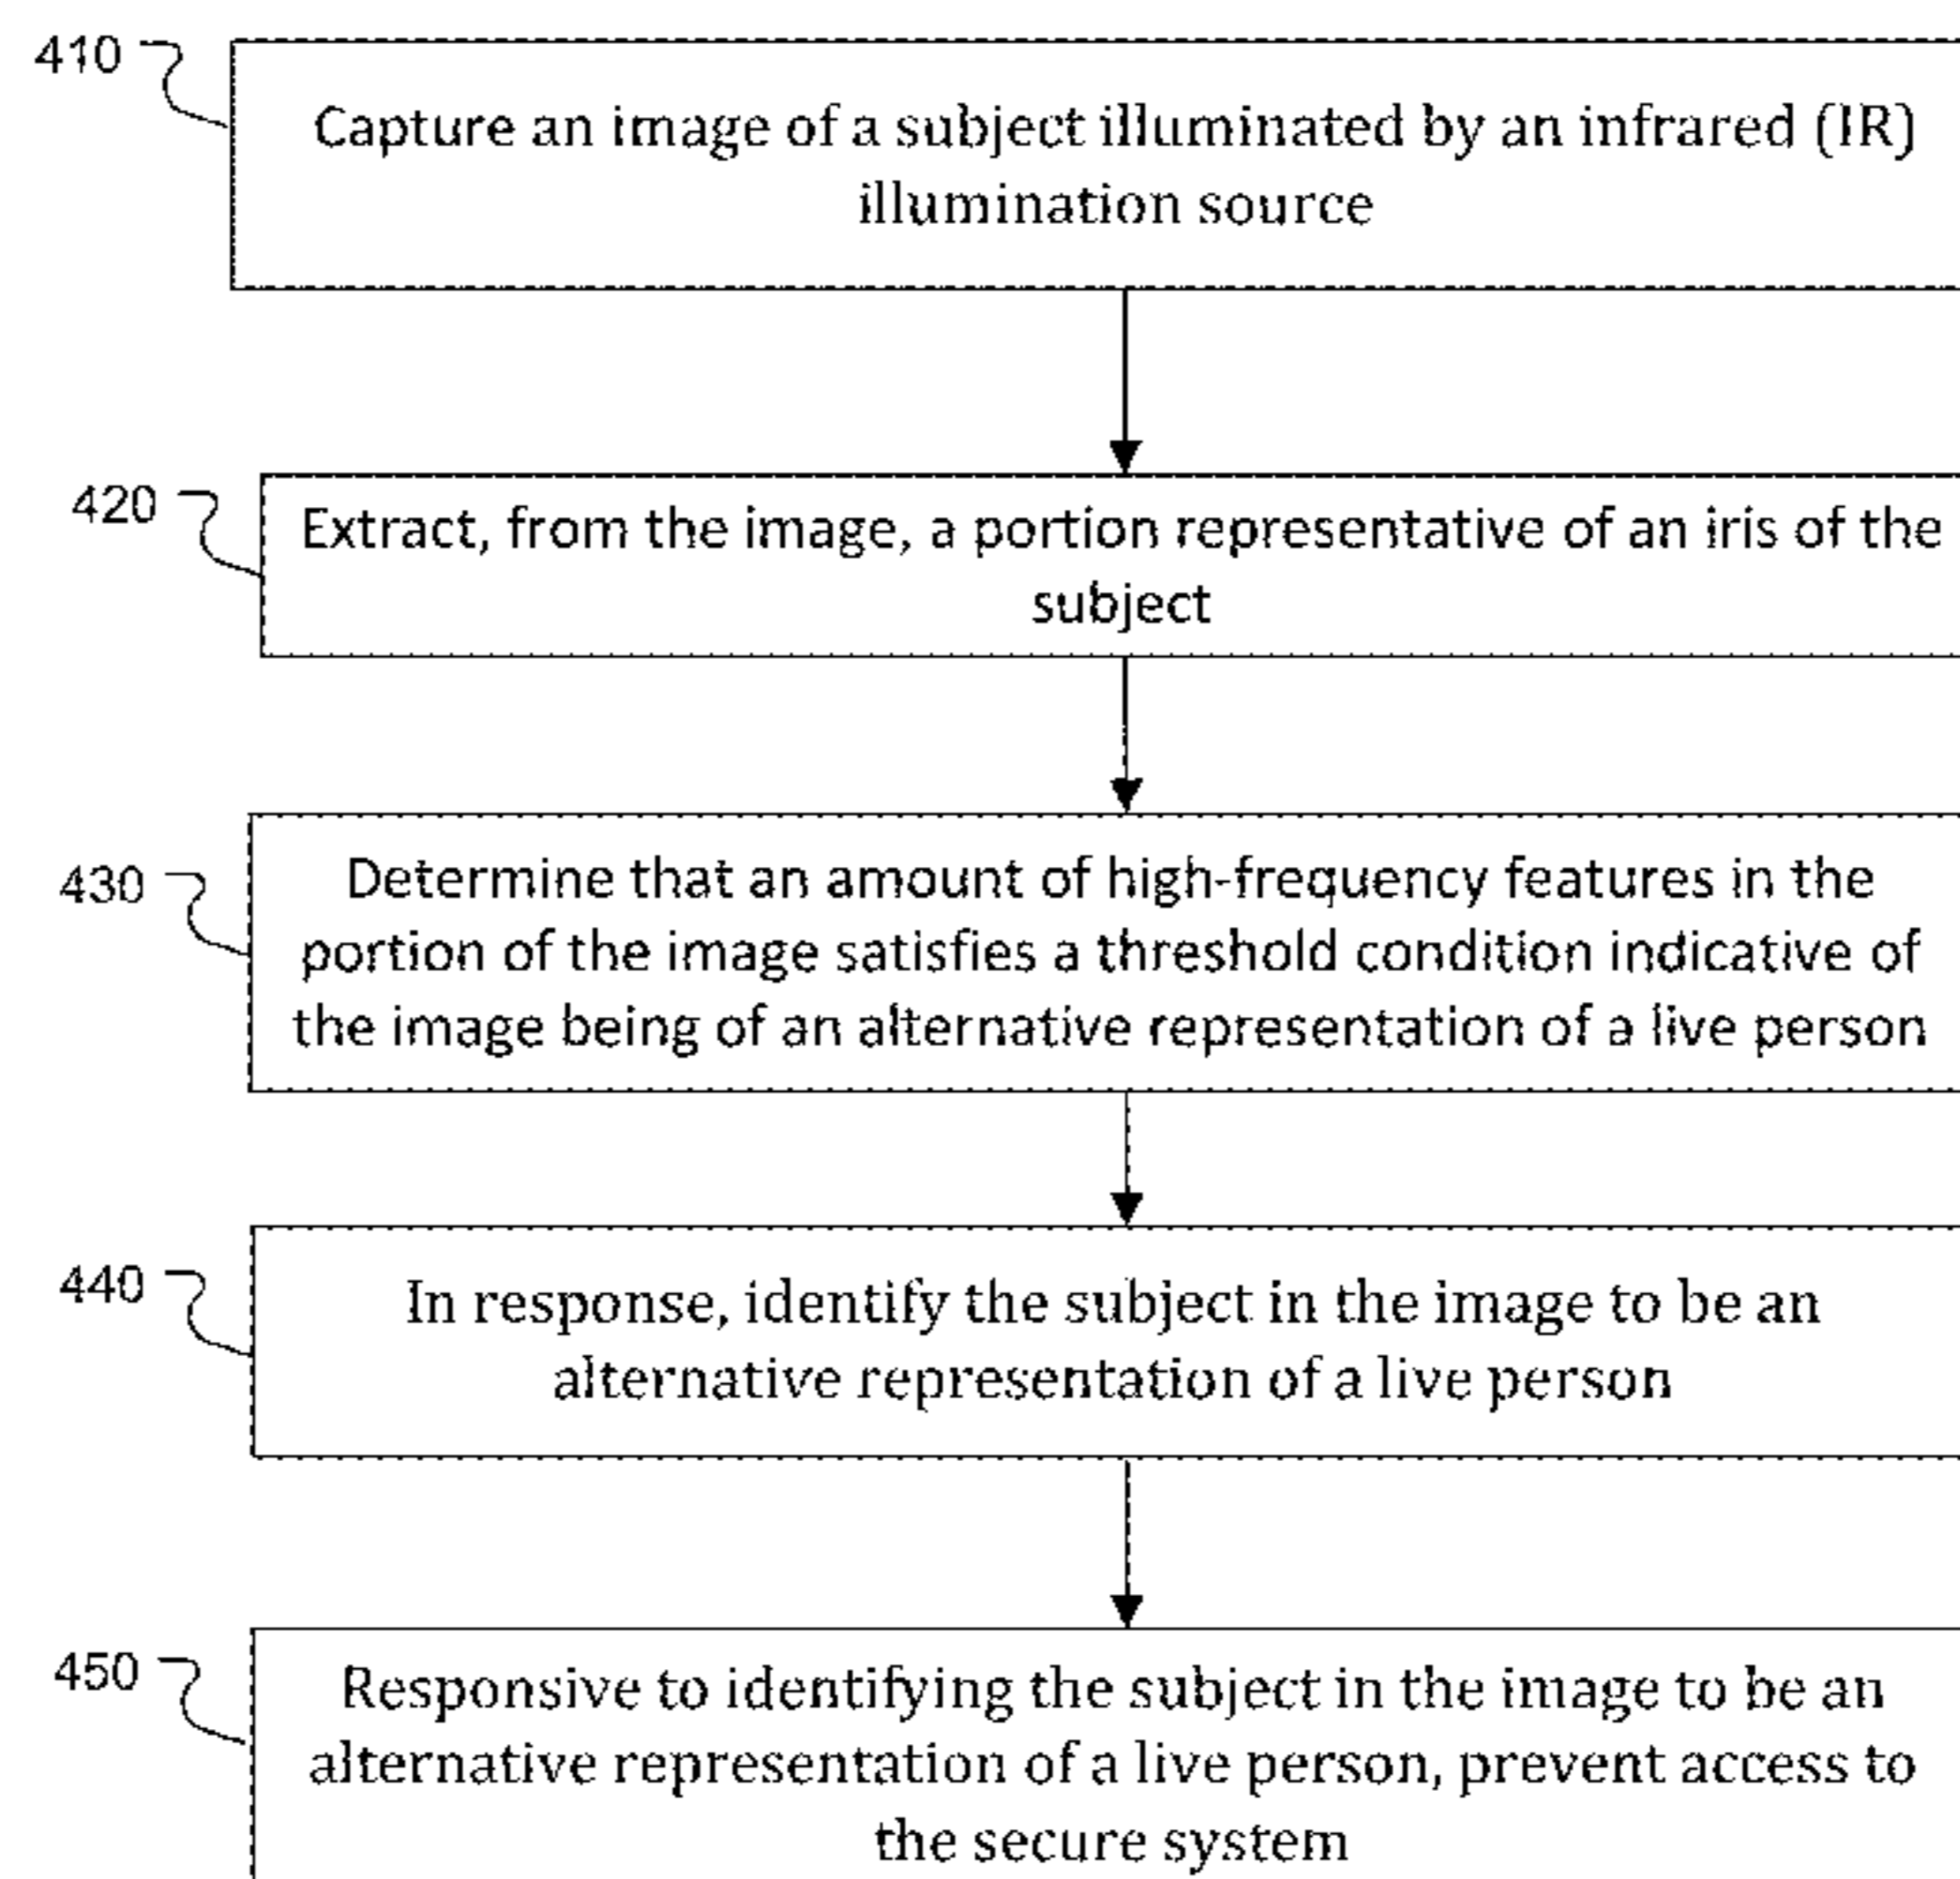 410
Capture an image of a subject illuminated by an infrared (IR)
illumination source
420
Extract, from the image, a portion representative of an iris of the
subject
430
Determine that an amount of high-frequency features in the
portion of the image satisfies a threshold condition indicative of
the image being of an alternative representation of a live person
440
In response, identify the subject in the image to be an
alternative representation of a live person
450
Responsive to identifying the subject in the image to be an
alternative representation of a live person, prevent access to
the secure system